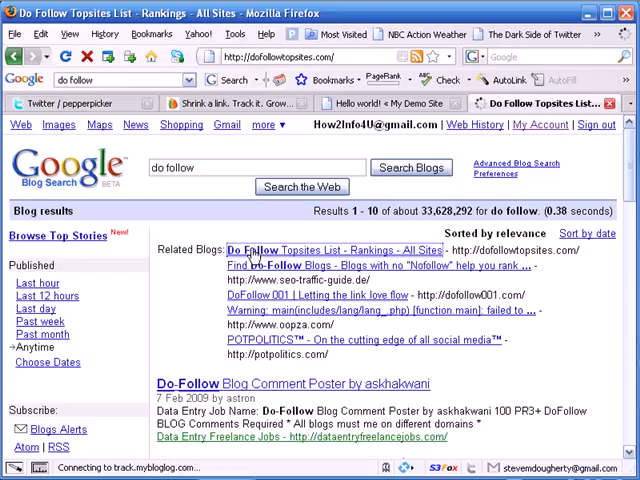 Do Follow Topsites List - Rankings - All Sites - Mozilla Firefox
File Edit View History Bookmarks Yahoo! Tools Help Most Visited NBC Action Weather The Dark Side of Twitter
http://dofollowtopsites.com/ G Google
Google do follow Search Bookmarks PageRank Check AutoLink AutoFill
Twitter / pepperpicker Shrink a link. Track it. Grow... Hello world! « My Demo Site Do Follow Topsites List...
Web Images Maps News Shopping Gmail more ▼ How2Info4U@gmail.com | Web History | My Account | Sign out
Google Blog Search BETA
do follow Search Blogs Advanced Blog Search
Preferences
Search the Web
Blog results Results 1 - 10 of about 33,628,292 for do follow. (0.38 seconds)
Browse Top Stories New!
Sorted by relevance Sort by date
Published
Last hour
Last 12 hours
Last day
Past week
Past month
Anytime
Choose Dates
Subscribe:
Blogs Alerts
Atom | RSS
Related Blogs: Do Follow Topsites List - Rankings - All Sites - http://dofollowtopsites.com/
Find Do-Follow Blogs - Blogs with no "Nofollow" help you rank ... -
http://www.seo-traffic-guide.de/
DoFollow 001 | Letting the link love flow - http://dofollow001.com/
Warning: main(includes/lang/lang_.php) [function.main]: failed to ... -
http://www.oopza.com/
POTPOLITICS™ - On the cutting edge of all social media™ -
http://potpolitics.com/
Do-Follow Blog Comment Poster by askhakwani
7 Feb 2009 by astron
Data Entry Job Name: Do-Follow Blog Comment Poster by askhakwani 100 PR3+ DoFollow
BLOG Comments Required * All blogs must me on different domains *
Data Entry Freelance Jobs - http://dataentryfreelancejobs.com/
Connecting to track.mybloglog.com... S3Fox stevemdougherty@gmail.com